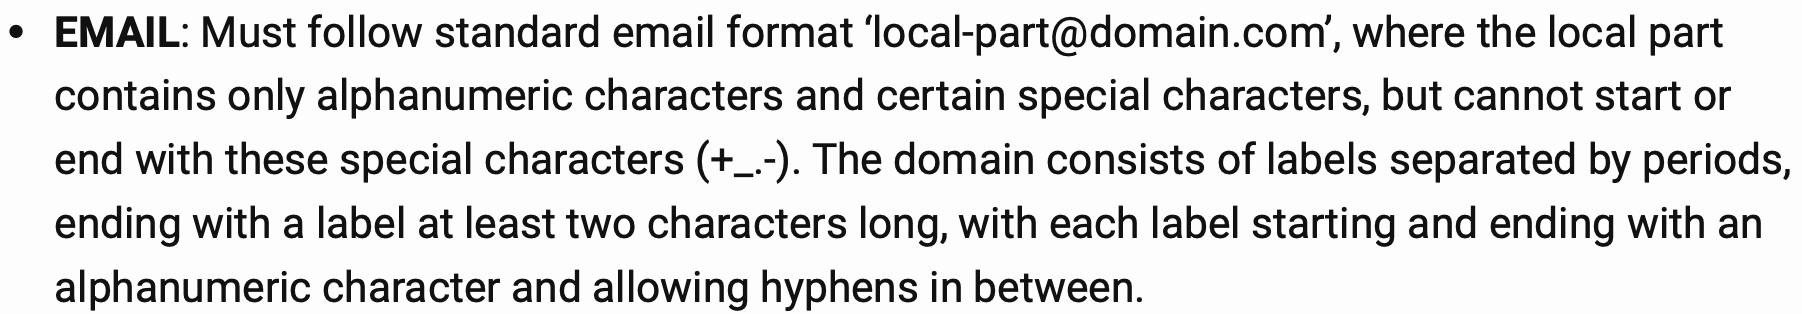 • EMAIL: Must follow standard email format ‘local-part@domain.com’, where the local part
contains only alphanumeric characters and certain special characters, but cannot start or
end with these special characters (+_.-). The domain consists of labels separated by periods,
ending with a label at least two characters long, with each label starting and ending with an
alphanumeric character and allowing hyphens in between.